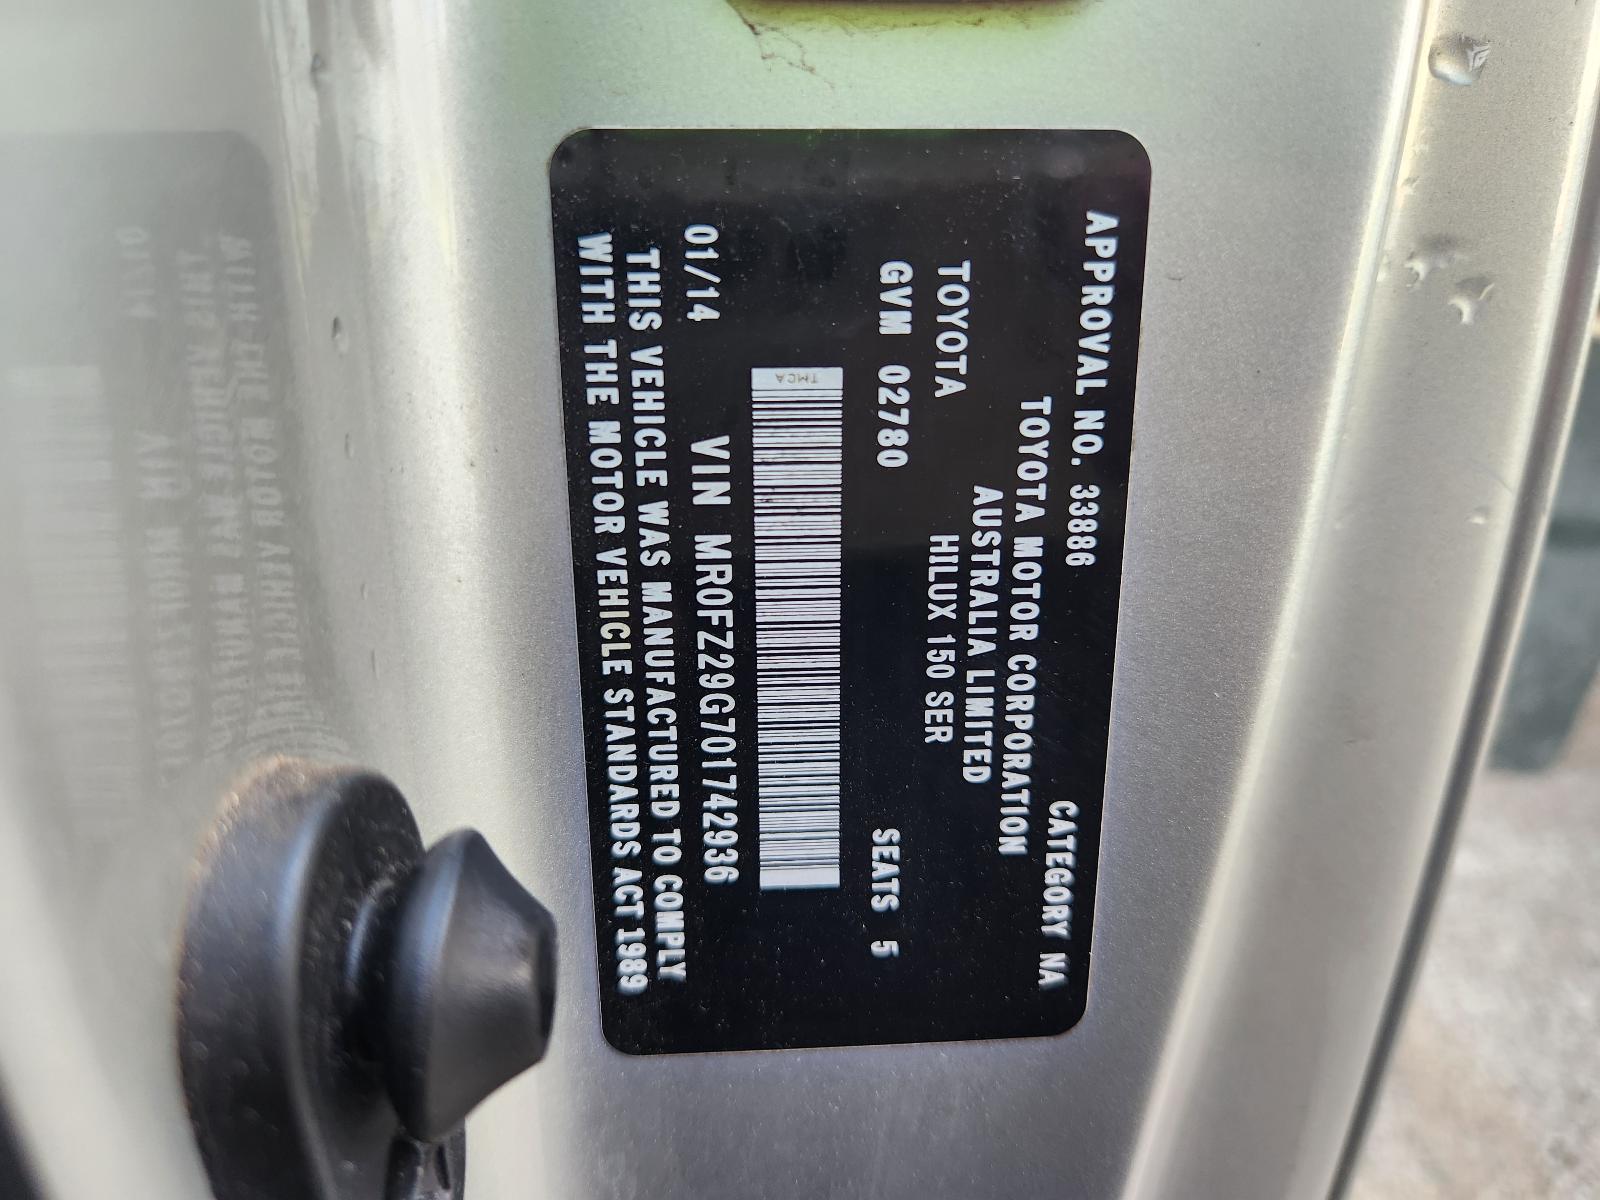 APPROVAL NO. 33886 CATEGORY NA
TOYOTA MOTOR CORPORATION
AUSTRALIA LIMITED
TOYOTA HILUX 150 SER
GVM 02780 SEATS 5
TMCA
01/14 VIN MR0FZ29G701742936
THIS VEHICLE WAS MANUFACTURED TO COMPLY
WITH THE MOTOR VEHICLE STANDARDS ACT 1989